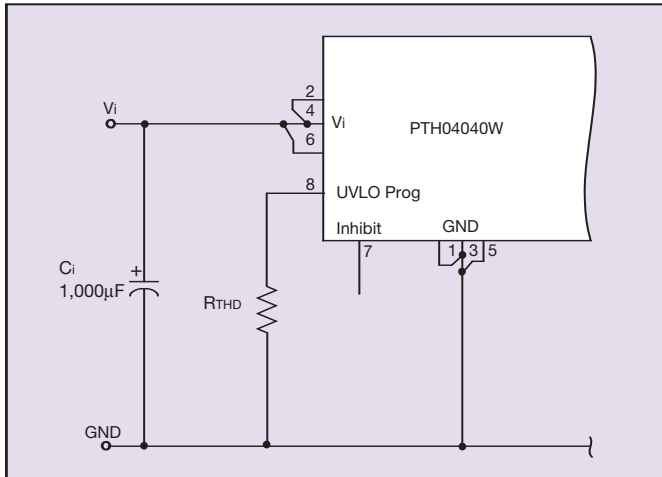 2
4
Vi
Vi
PTH04040W
6
8
UVLO Prog
Inhibit
GND
7
1
3
5
Ci
+
1,000µF
RTHD
GND